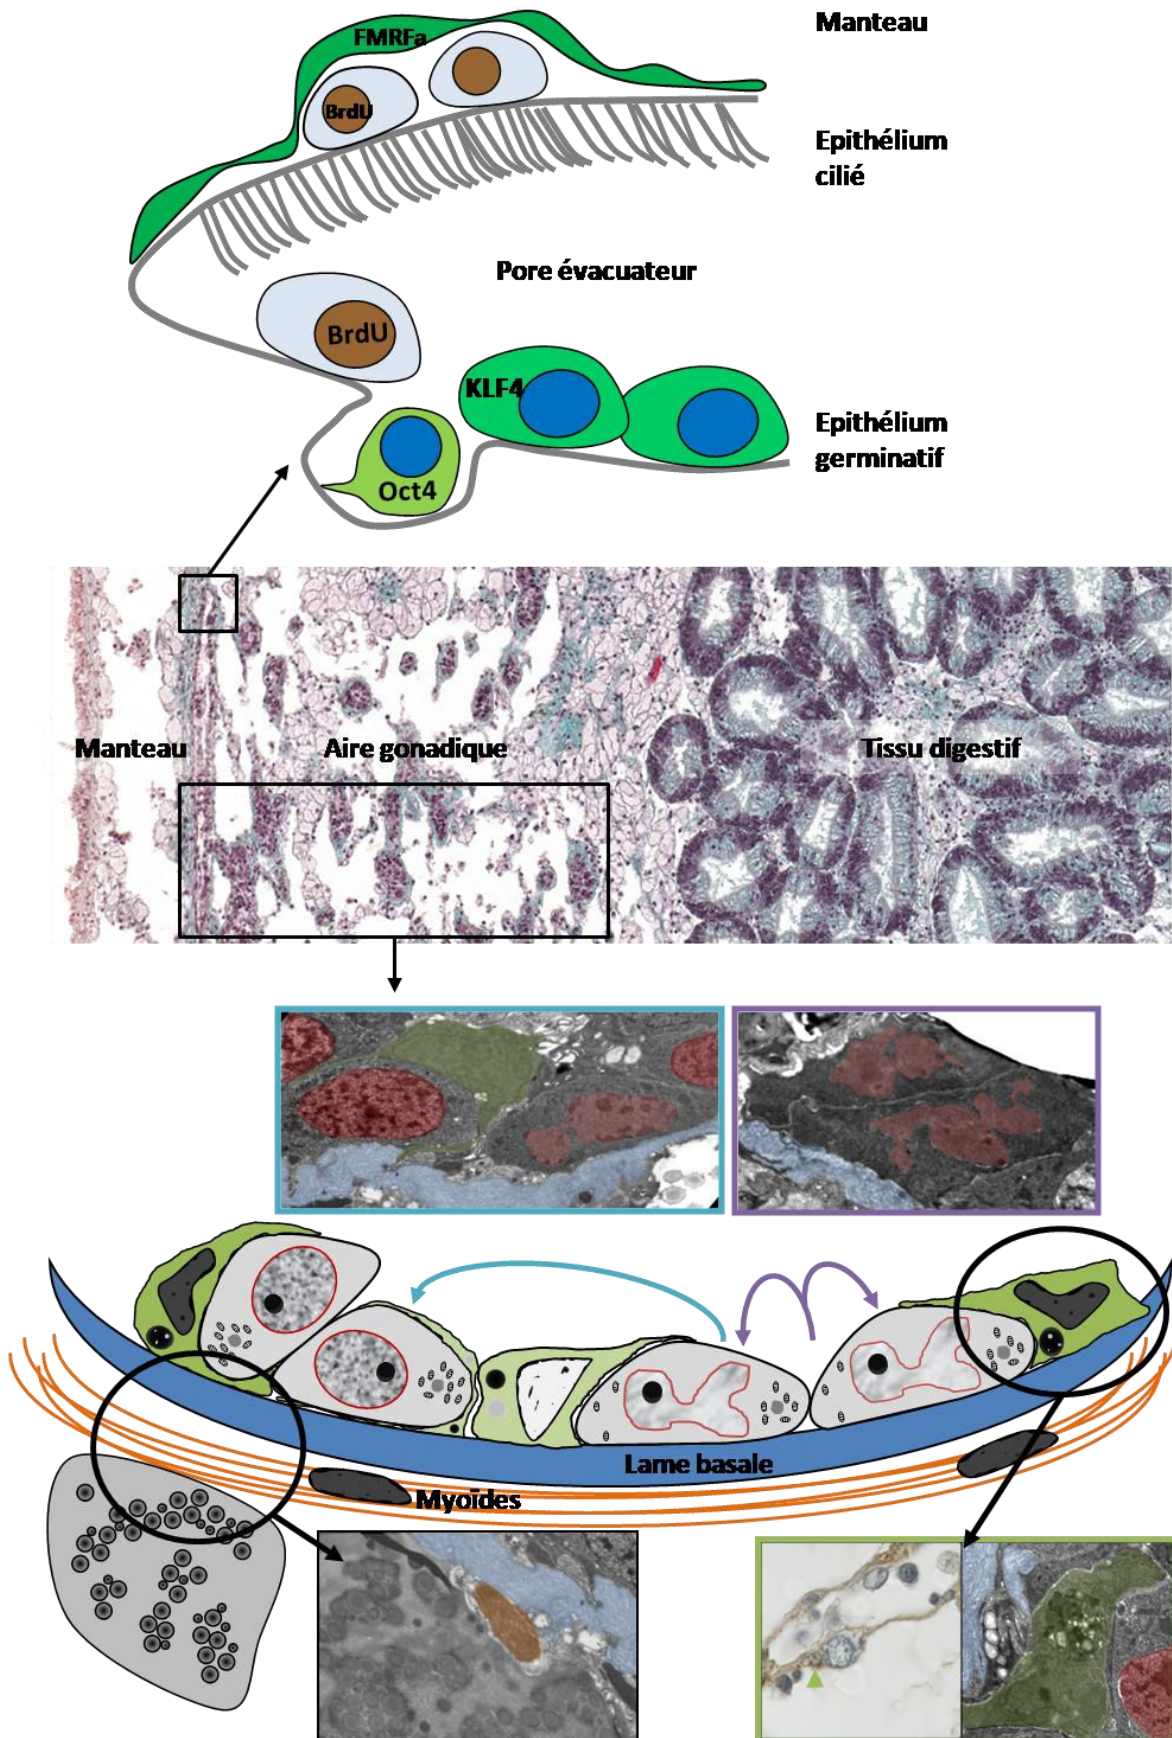 Manteau
FMRFa
BrdU
Epithélium
cilié
Pore évacuateur
BrdU
KLF4
Oct4
Epithélium
germinatif
Manteau
Aire gonadique
Tissu digestif
Lame basale
Myoïdes